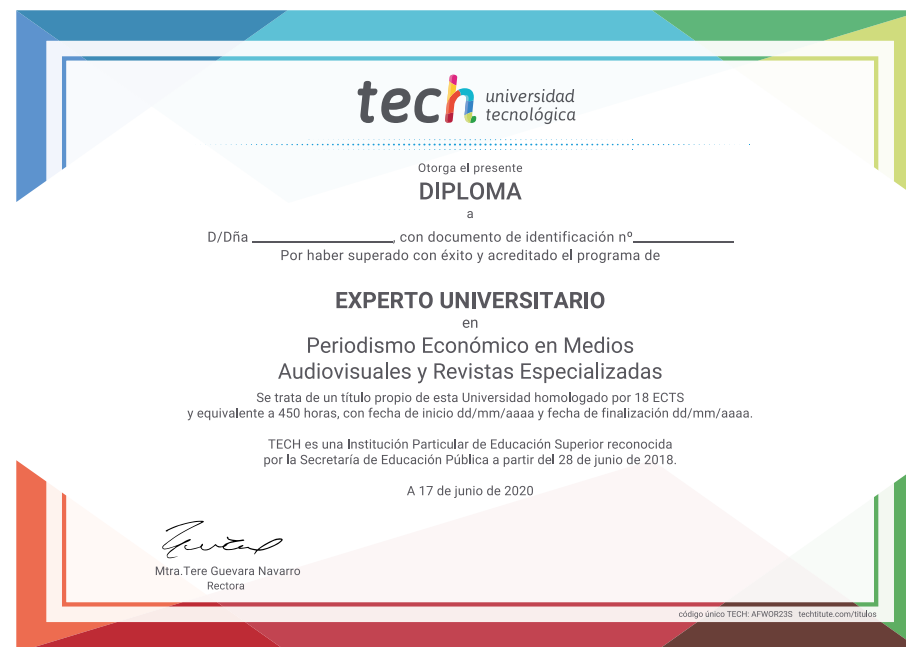 tech universidad
tecnológica
Otorga el presente
DIPLOMA
a
D/Dña ____________________, con documento de identificación nº______________
Por haber superado con éxito y acreditado el programa de
EXPERTO UNIVERSITARIO
en
Periodismo Económico en Medios
Audiovisuales y Revistas Especializadas
Se trata de un título propio de esta Universidad homologado por 18 ECTS
y equivalente a 450 horas, con fecha de inicio dd/mm/aaaa y fecha de finalización dd/mm/aaaa.
TECH es una Institución Particular de Educación Superior reconocida
por la Secretaría de Educación Pública a partir del 28 de junio de 2018.
A 17 de junio de 2020
Mtra.Tere Guevara Navarro
Rectora
código único TECH: AFWOR23S techtitute.com/titulos